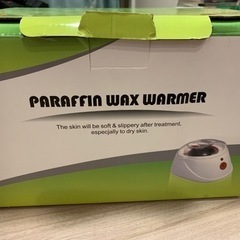 PARAFFIN WAX WARMER
The skin will be soft & slippery after treatment,
especjally to dry skin.